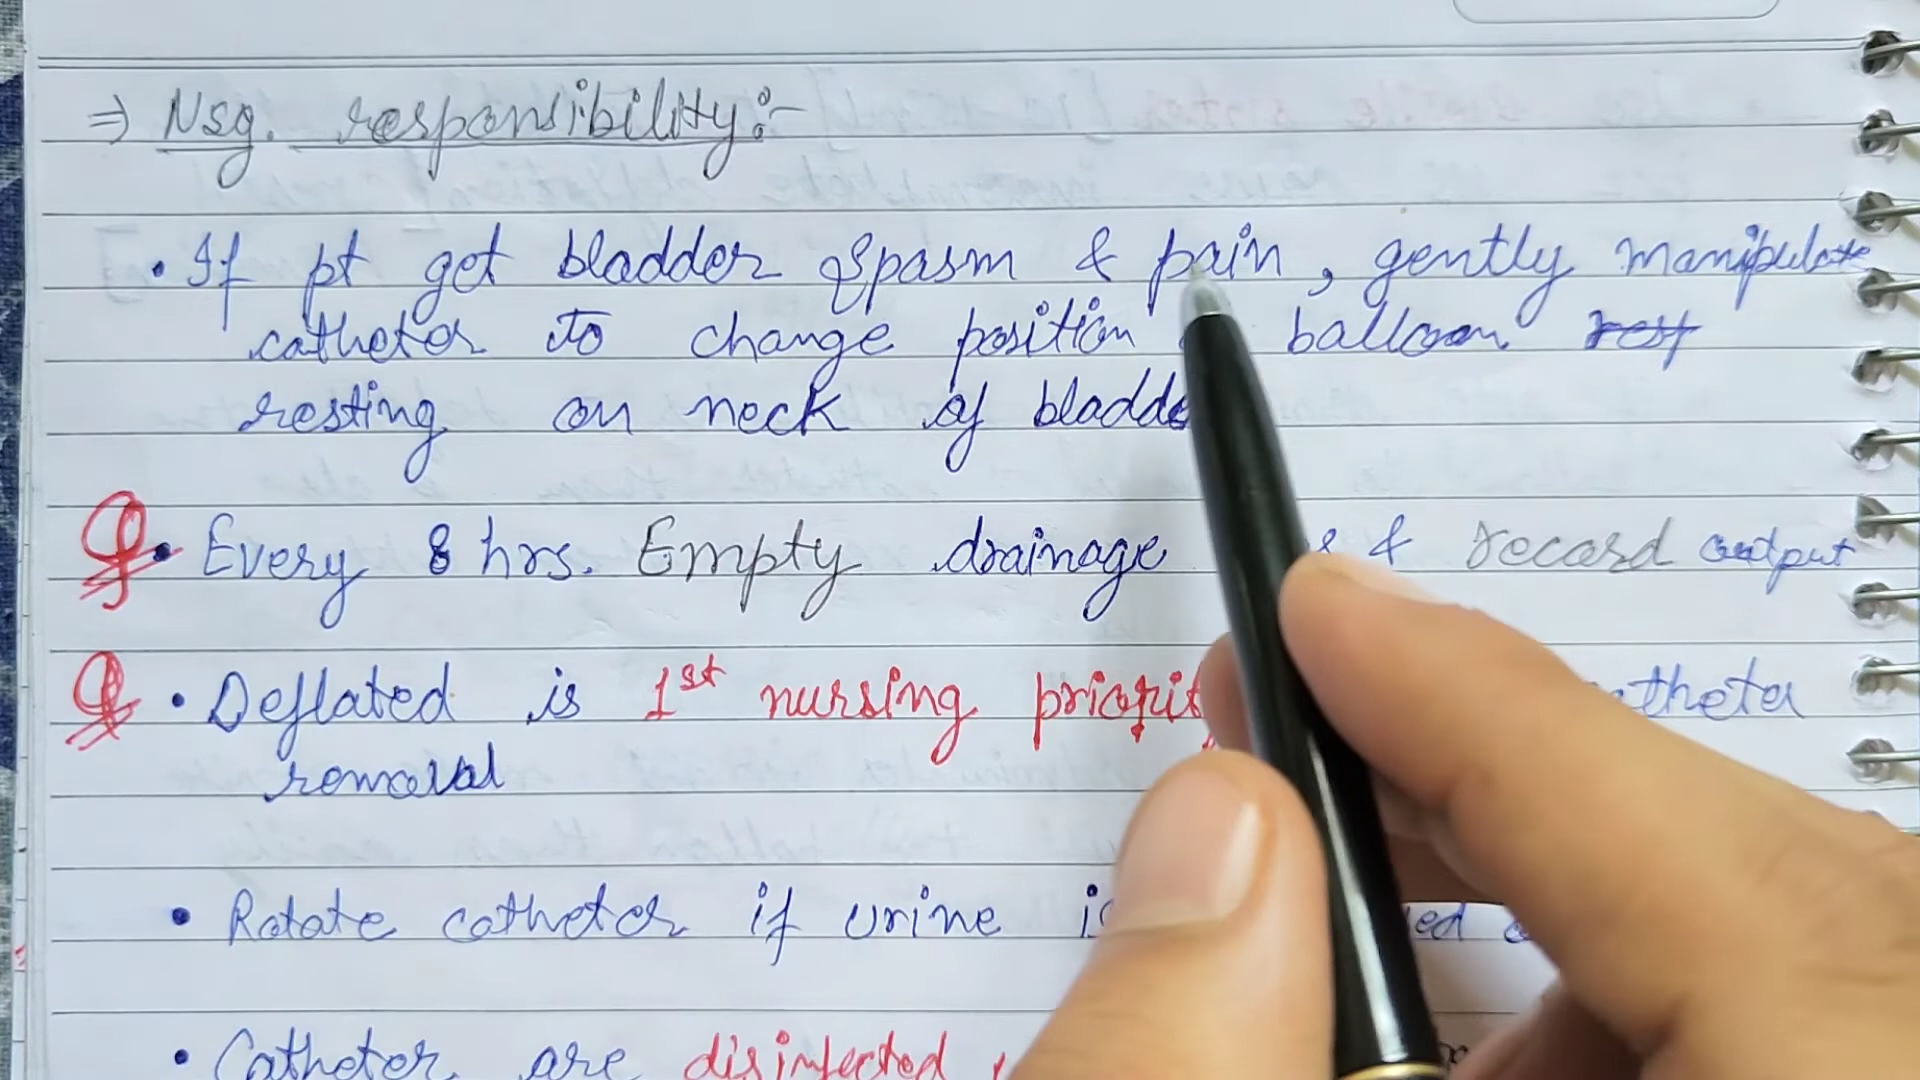 ⇒ Nsg. responsibility:-
• If pt get bladder spasm & pain, gently manipulate
catheter to change position balloon
resting on neck of bladde
• Every 8 hrs. Empty drainage & record output
• Deflated is 1st nursing priorit
removal
• Rotate catheter if urine
• Catheter are disinfected